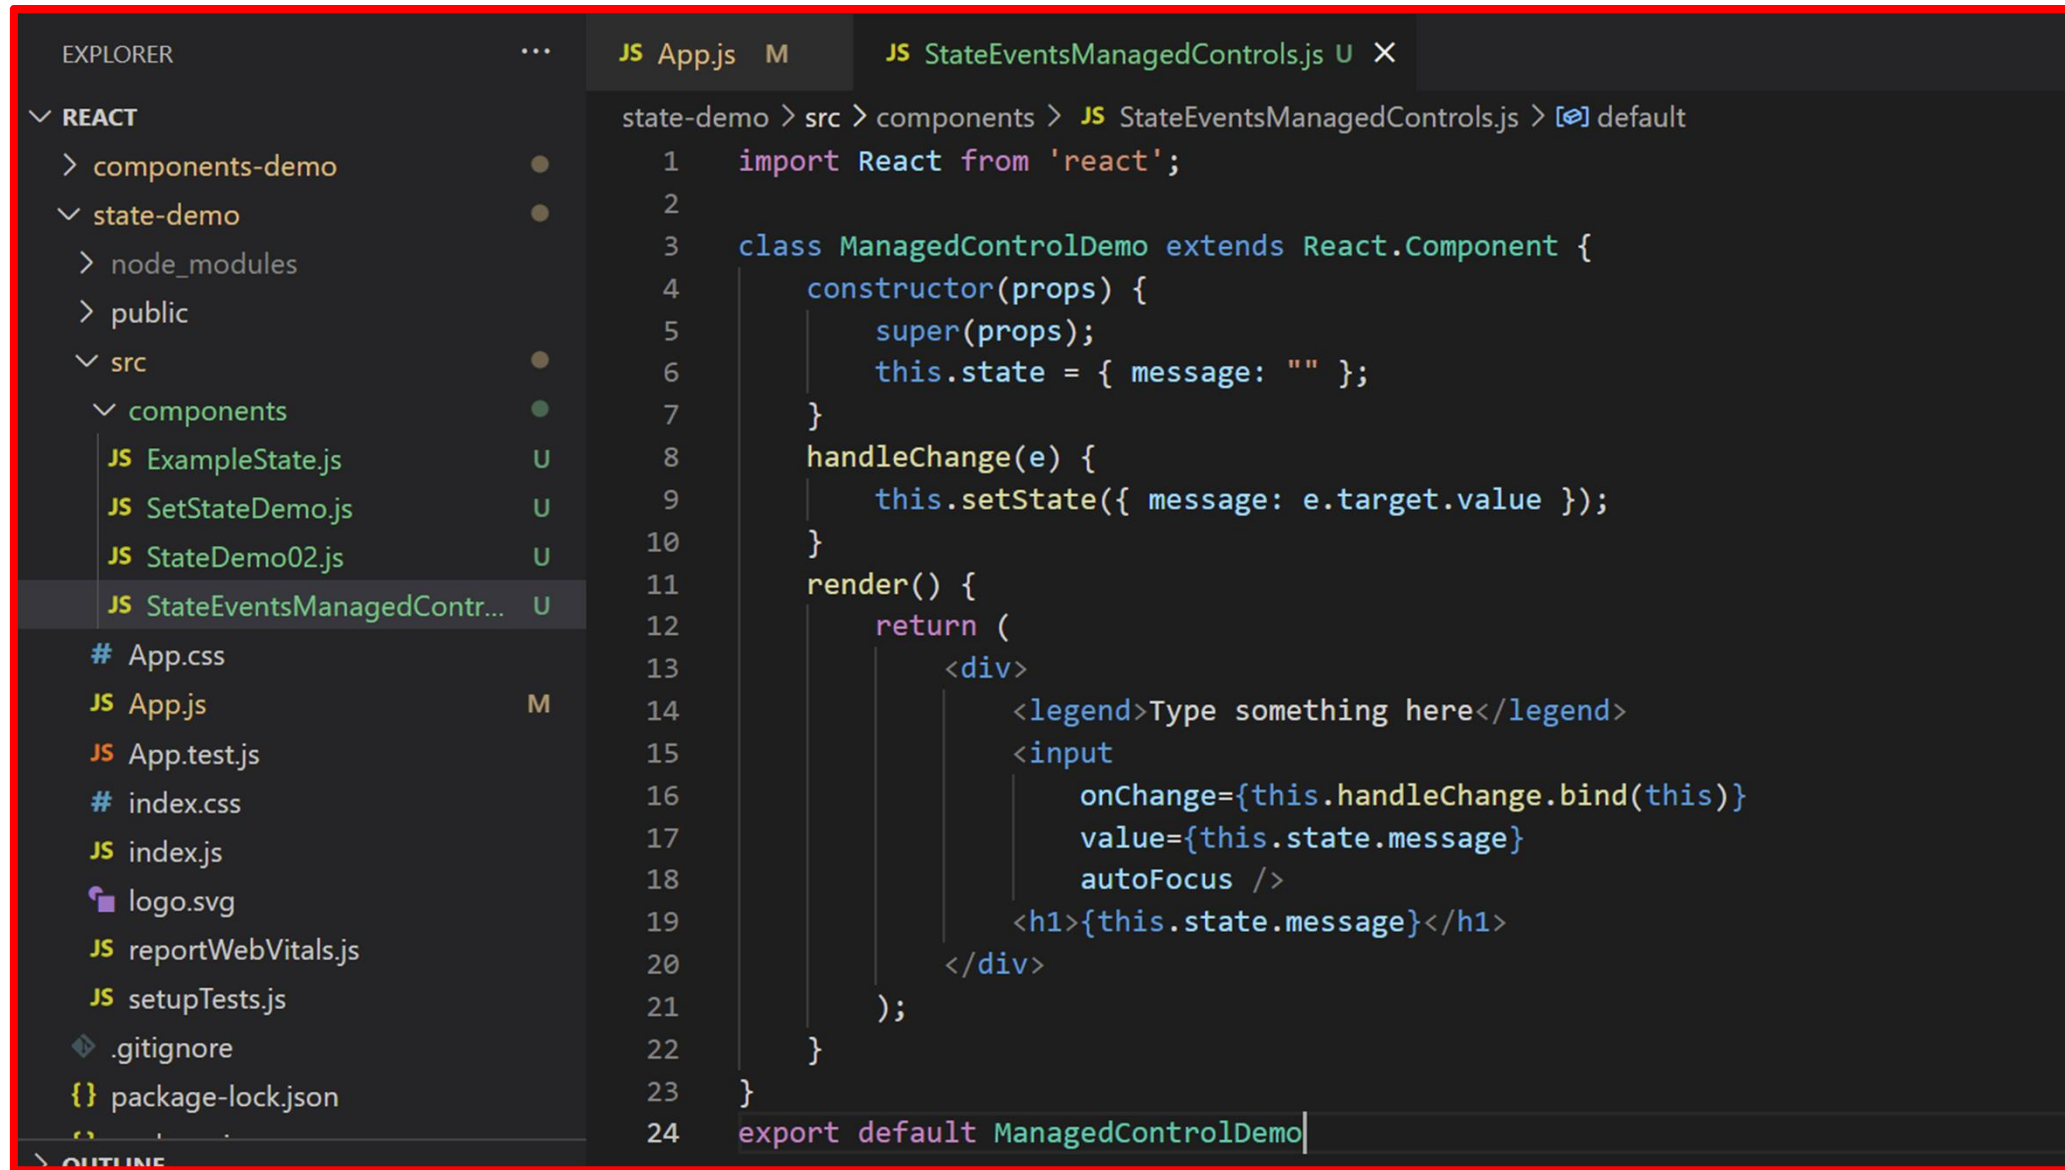 EXPLORER ...
REACT
components-demo
state-demo
node_modules
public
src
components
JS ExampleState.js U
JS SetStateDemo.js U
JS StateDemo02.js U
JS StateEventsManagedContr... U
# App.css
JS App.js M
JS App.test.js
# index.css
JS index.js
logo.svg
JS reportWebVitals.js
JS setupTests.js
.gitignore
{} package-lock.json
OUTLINE
JS App.js M JS StateEventsManagedControls.js U
state-demo > src > components > JS StateEventsManagedControls.js > default
1 import React from 'react';
2
3 class ManagedControlDemo extends React.Component {
4 constructor(props) {
5 super(props);
6 this.state = { message: "" };
7 }
8 handleChange(e) {
9 this.setState({ message: e.target.value });
10 }
11 render() {
12 return (
13 <div>
14 <legend>Type something here</legend>
15 <input
16 onChange={this.handleChange.bind(this)}
17 value={this.state.message}
18 autoFocus />
19 <h1>{this.state.message}</h1>
20 </div>
21 );
22 }
23 }
24 export default ManagedControlDemo